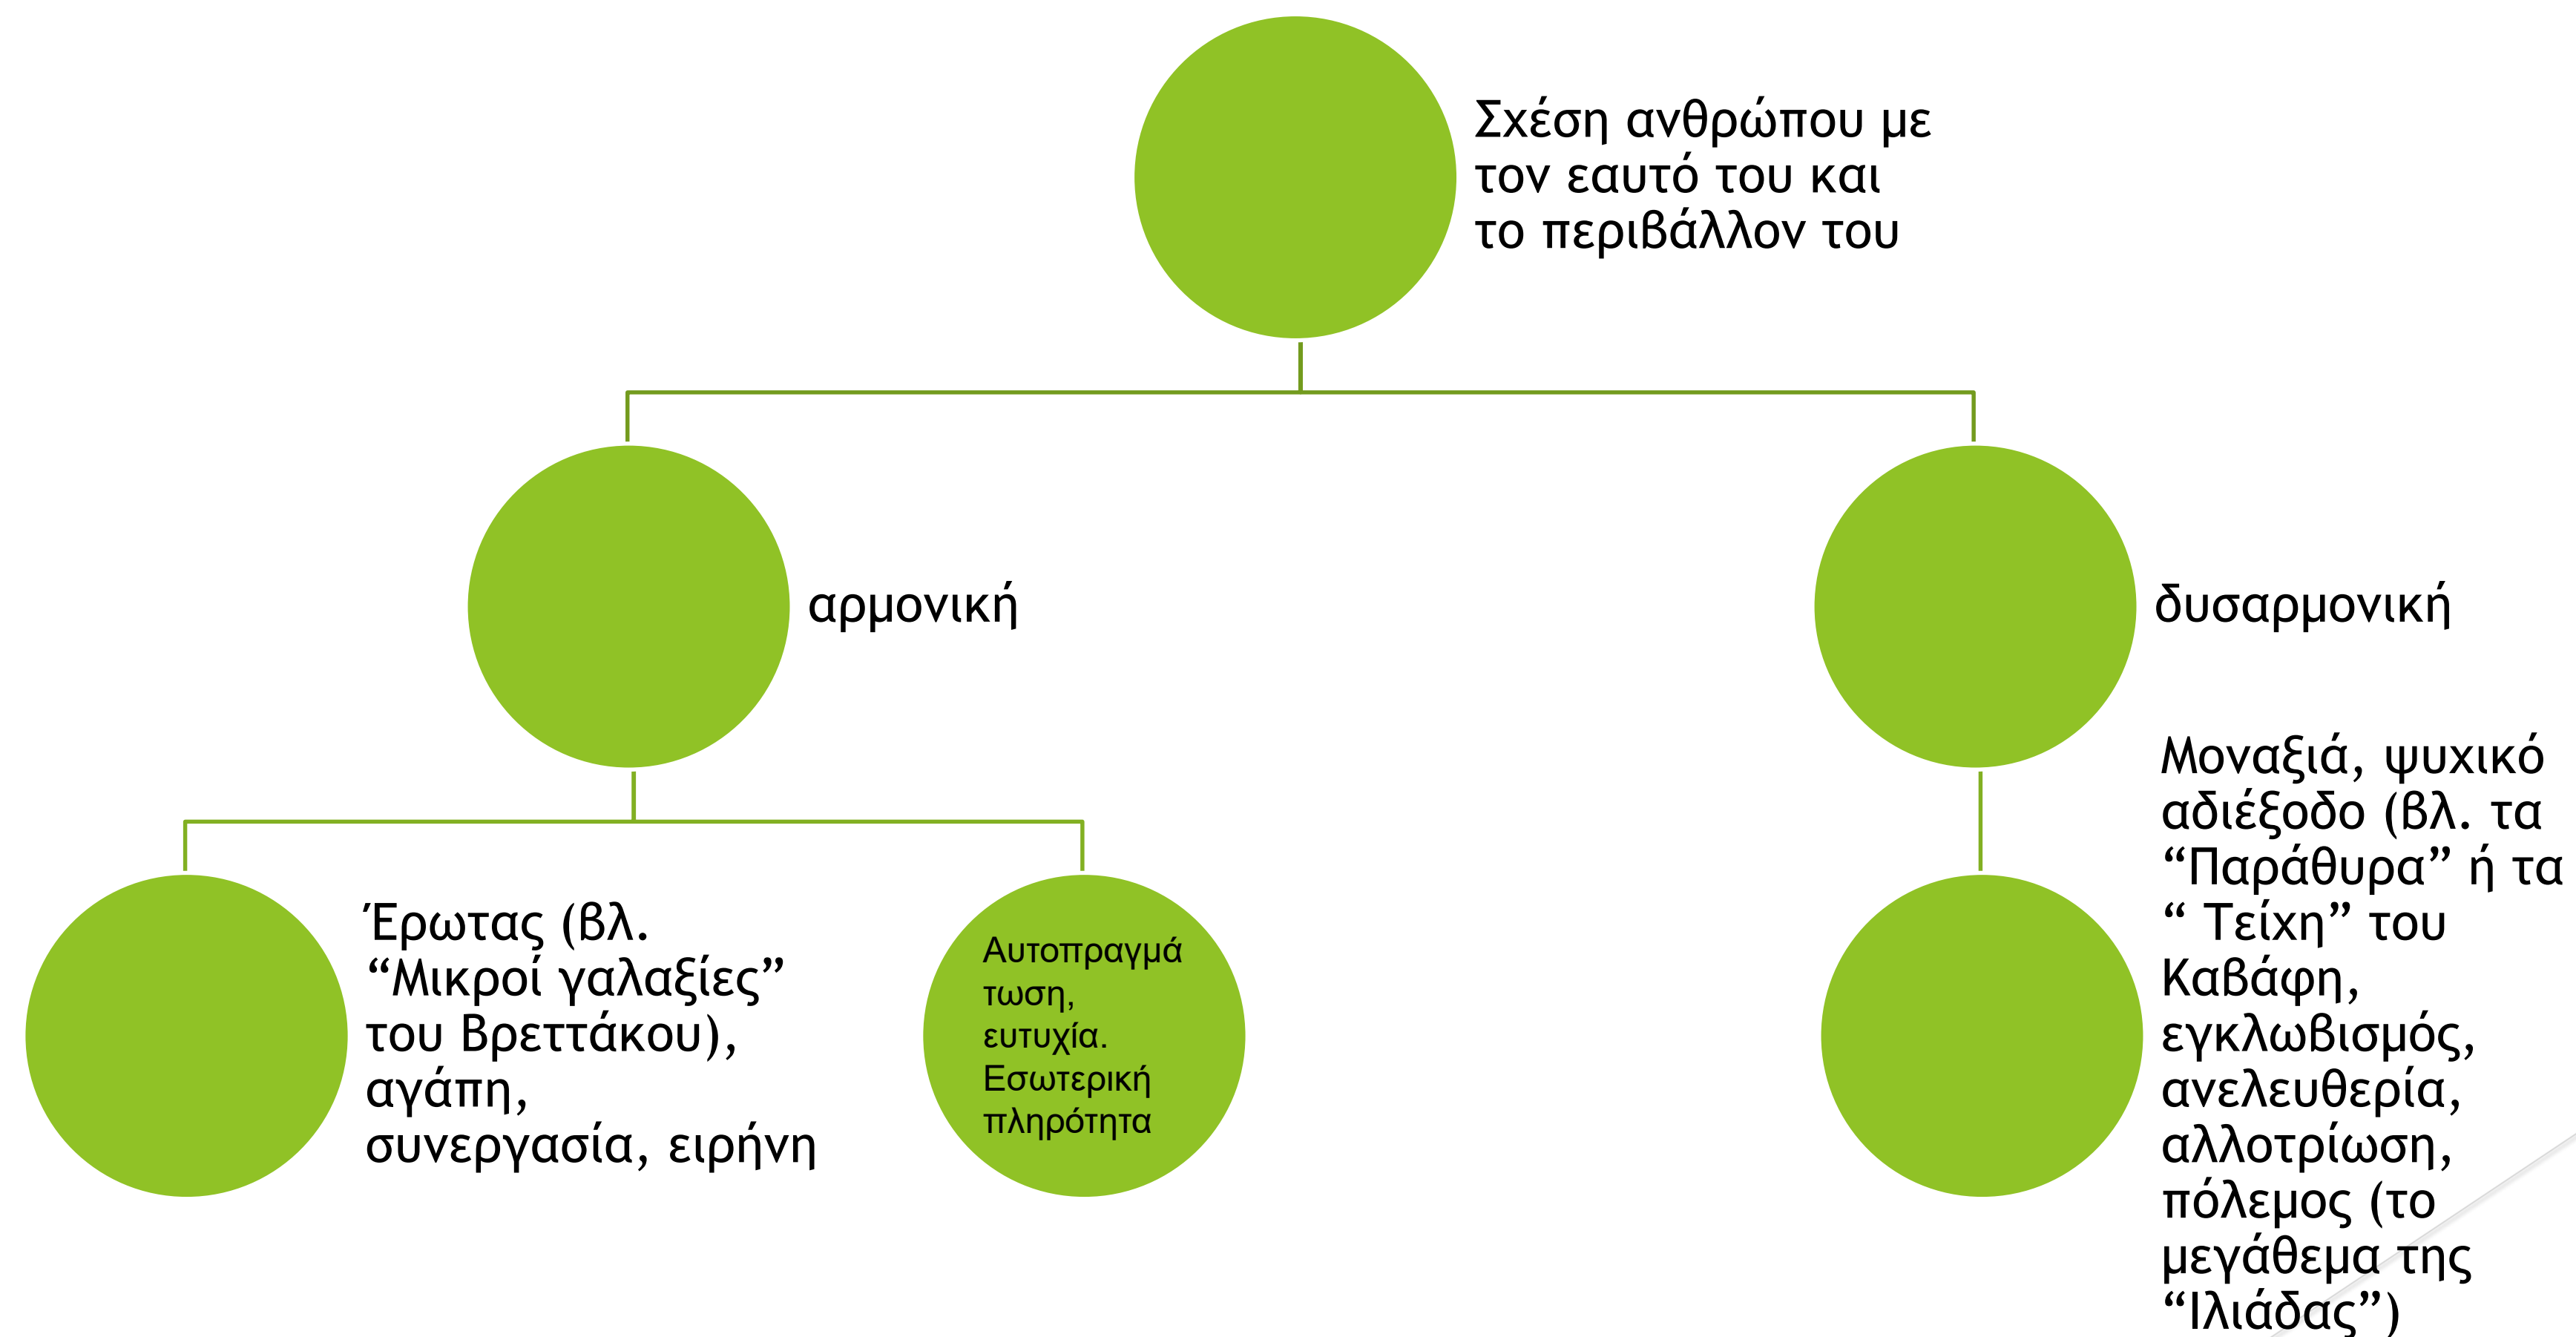 Σχέση ανθρώπου με
τον εαυτό του και
το περιβάλλον του
αρμονική
δυσαρμονική
Έρωτας (βλ.
“Μικροί γαλαξίες”
του Βρεττάκου),
αγάπη,
συνεργασία, ειρήνη
Αυτοπραγμά
τωση,
ευτυχία.
Εσωτερική
πληρότητα
Μοναξιά, ψυχικό
αδιέξοδο (βλ. τα
“Παράθυρα” ή τα
“ Τείχη” του
Καβάφη,
εγκλωβισμός,
ανελευθερία,
αλλοτρίωση,
πόλεμος (το
μεγάθεμα της
“Ιλιάδας”)